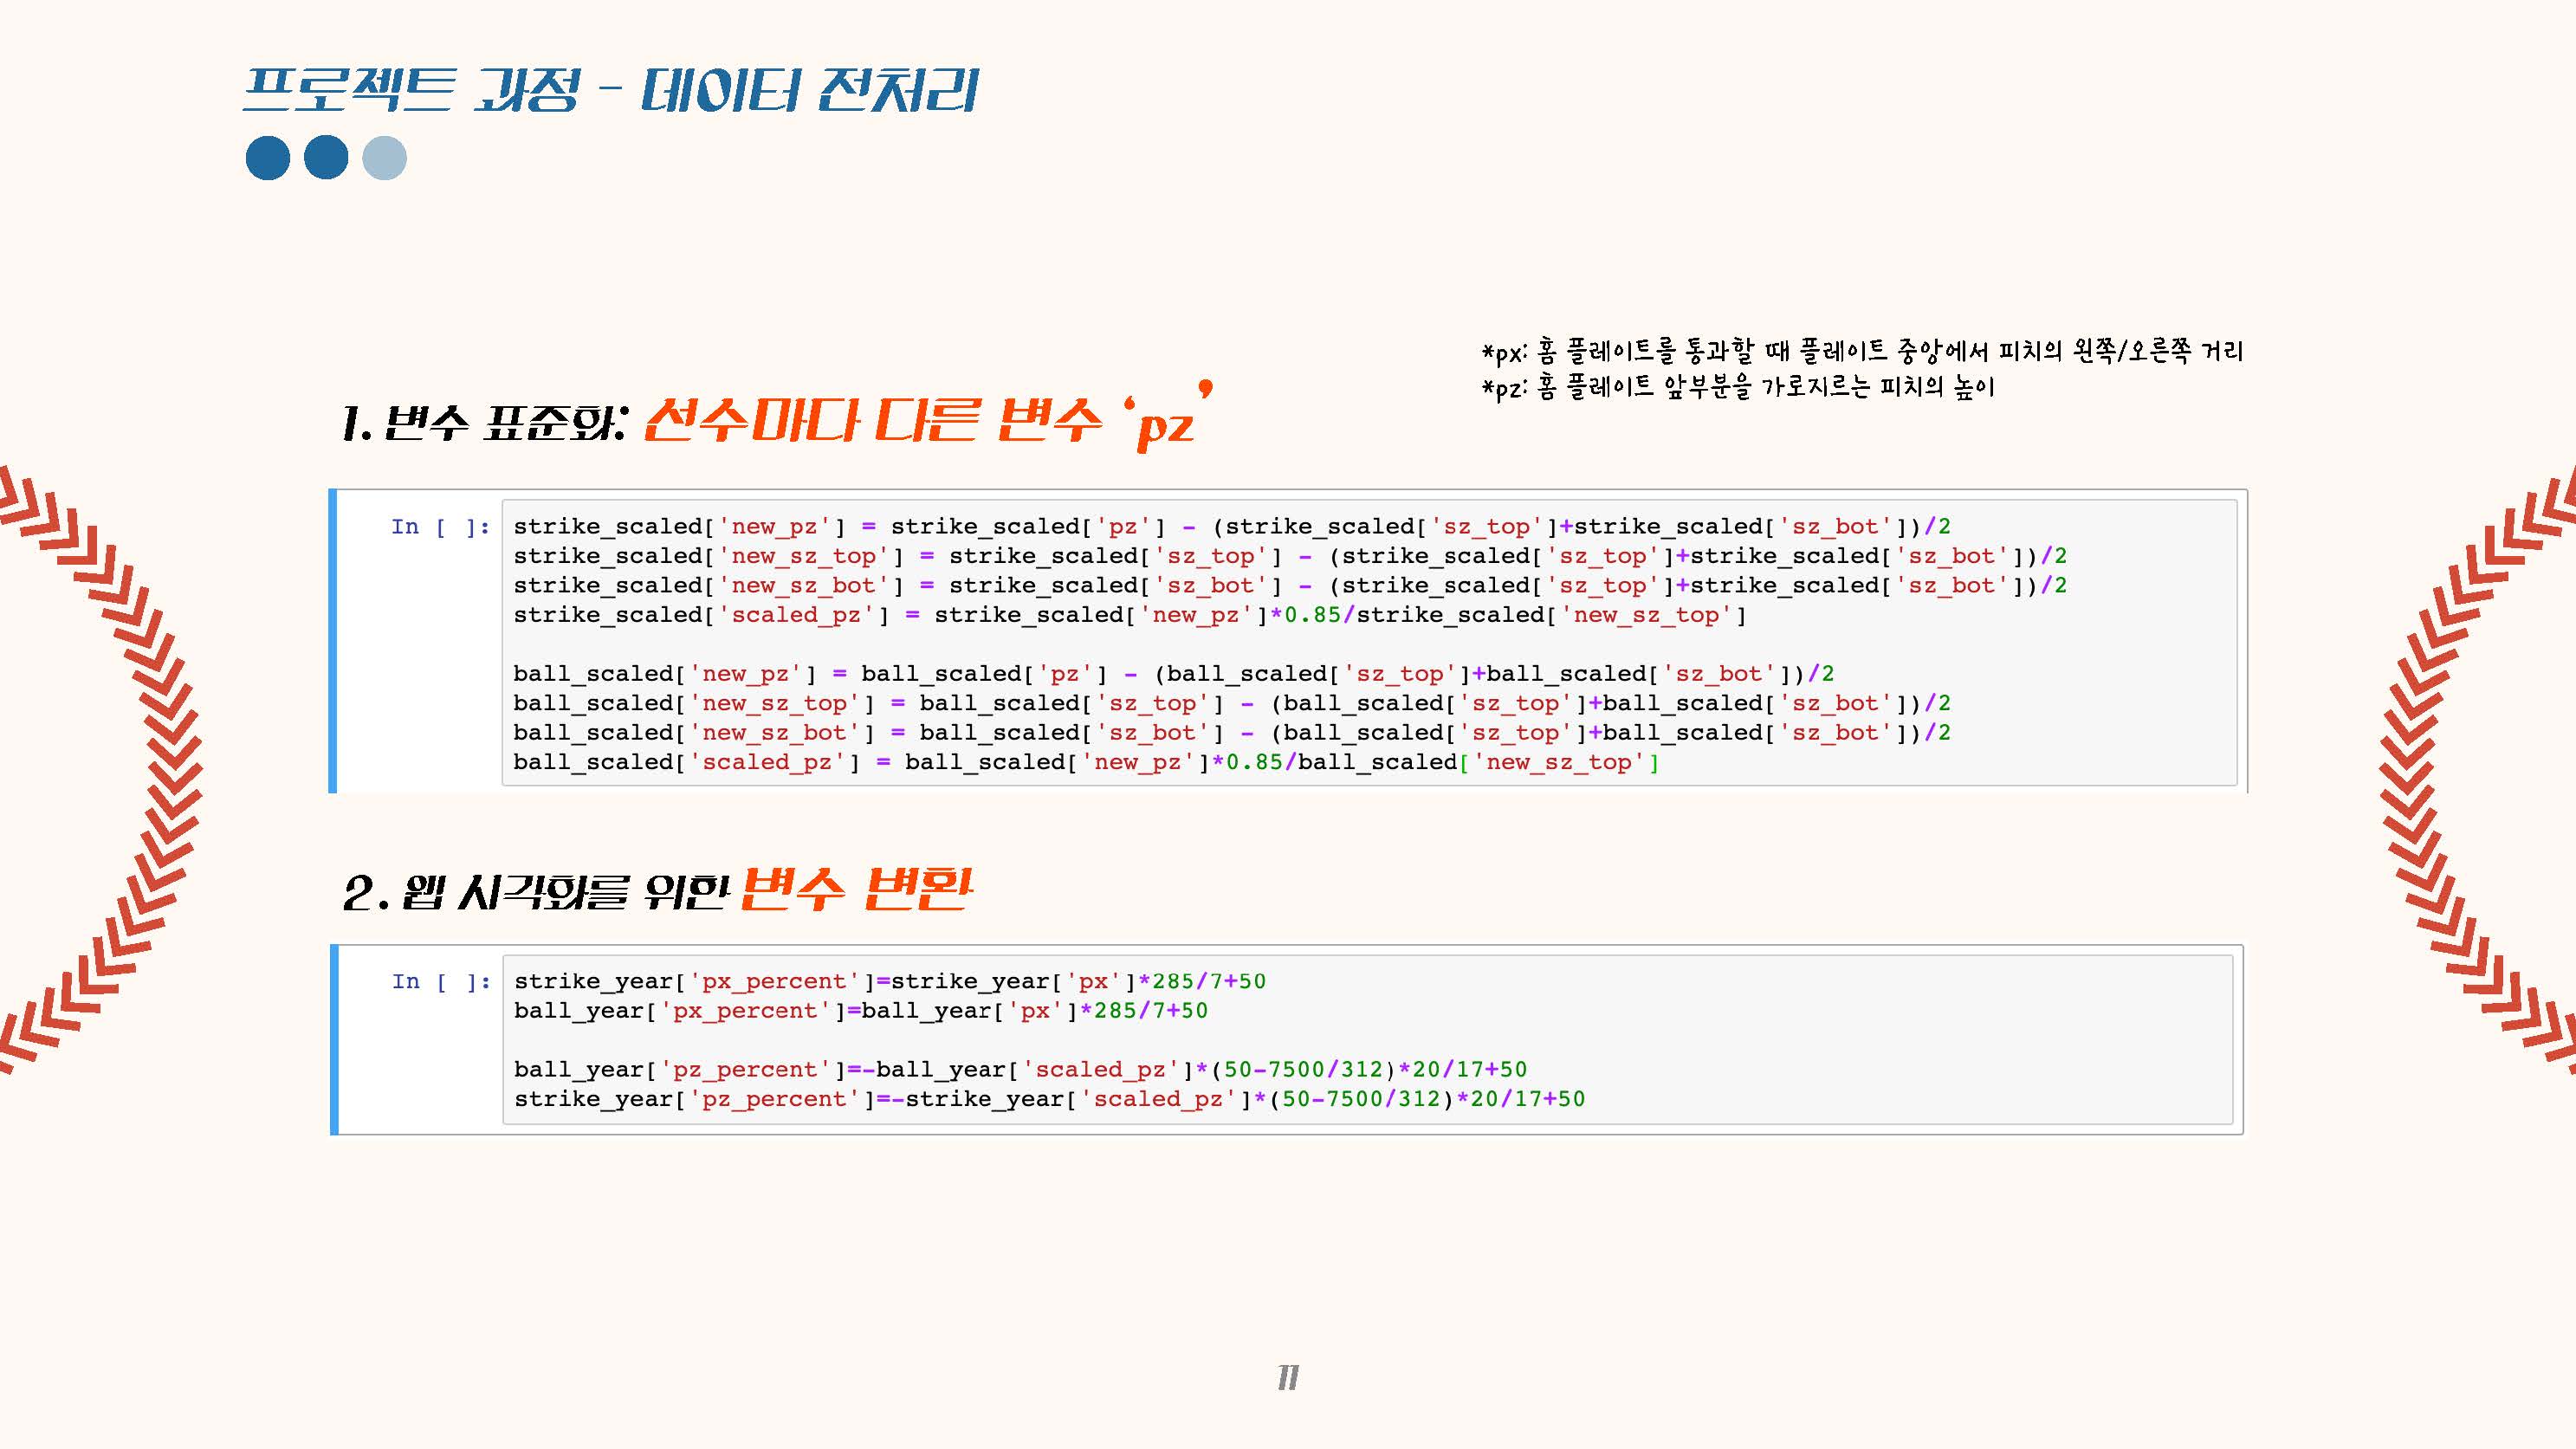 프로젝트 과정 - 데이터 전처리
*px: 홈 플레이트를 통과할 때 플레이트 중앙에서 피치의 왼쪽/오른쪽 거리
*pz: 홈 플레이트 앞부분을 가로지르는 피치의 높이
1. 변수 표준화: 선수마다 다른 변수 ‘pz’
In [ ]: strike_scaled['new_pz'] = strike_scaled['pz'] - (strike_scaled['sz_top']+strike_scaled['sz_bot'])/2
strike_scaled['new_sz_top'] = strike_scaled['sz_top'] - (strike_scaled['sz_top']+strike_scaled['sz_bot'])/2
strike_scaled['new_sz_bot'] = strike_scaled['sz_bot'] - (strike_scaled['sz_top']+strike_scaled['sz_bot'])/2
strike_scaled['scaled_pz'] = strike_scaled['new_pz']*0.85/strike_scaled['new_sz_top']
ball_scaled['new_pz'] = ball_scaled['pz'] - (ball_scaled['sz_top']+ball_scaled['sz_bot'])/2
ball_scaled['new_sz_top'] = ball_scaled['sz_top'] - (ball_scaled['sz_top']+ball_scaled['sz_bot'])/2
ball_scaled['new_sz_bot'] = ball_scaled['sz_bot'] - (ball_scaled['sz_top']+ball_scaled['sz_bot'])/2
ball_scaled['scaled_pz'] = ball_scaled['new_pz']*0.85/ball_scaled['new_sz_top']
2. 웹 시각화를 위한 변수 변환
In [ ]: strike_year['px_percent']=strike_year['px']*285/7+50
ball_year['px_percent']=ball_year['px']*285/7+50
ball_year['pz_percent']=-ball_year['scaled_pz']*(50-7500/312)*20/17+50
strike_year['pz_percent']=-strike_year['scaled_pz']*(50-7500/312)*20/17+50
11